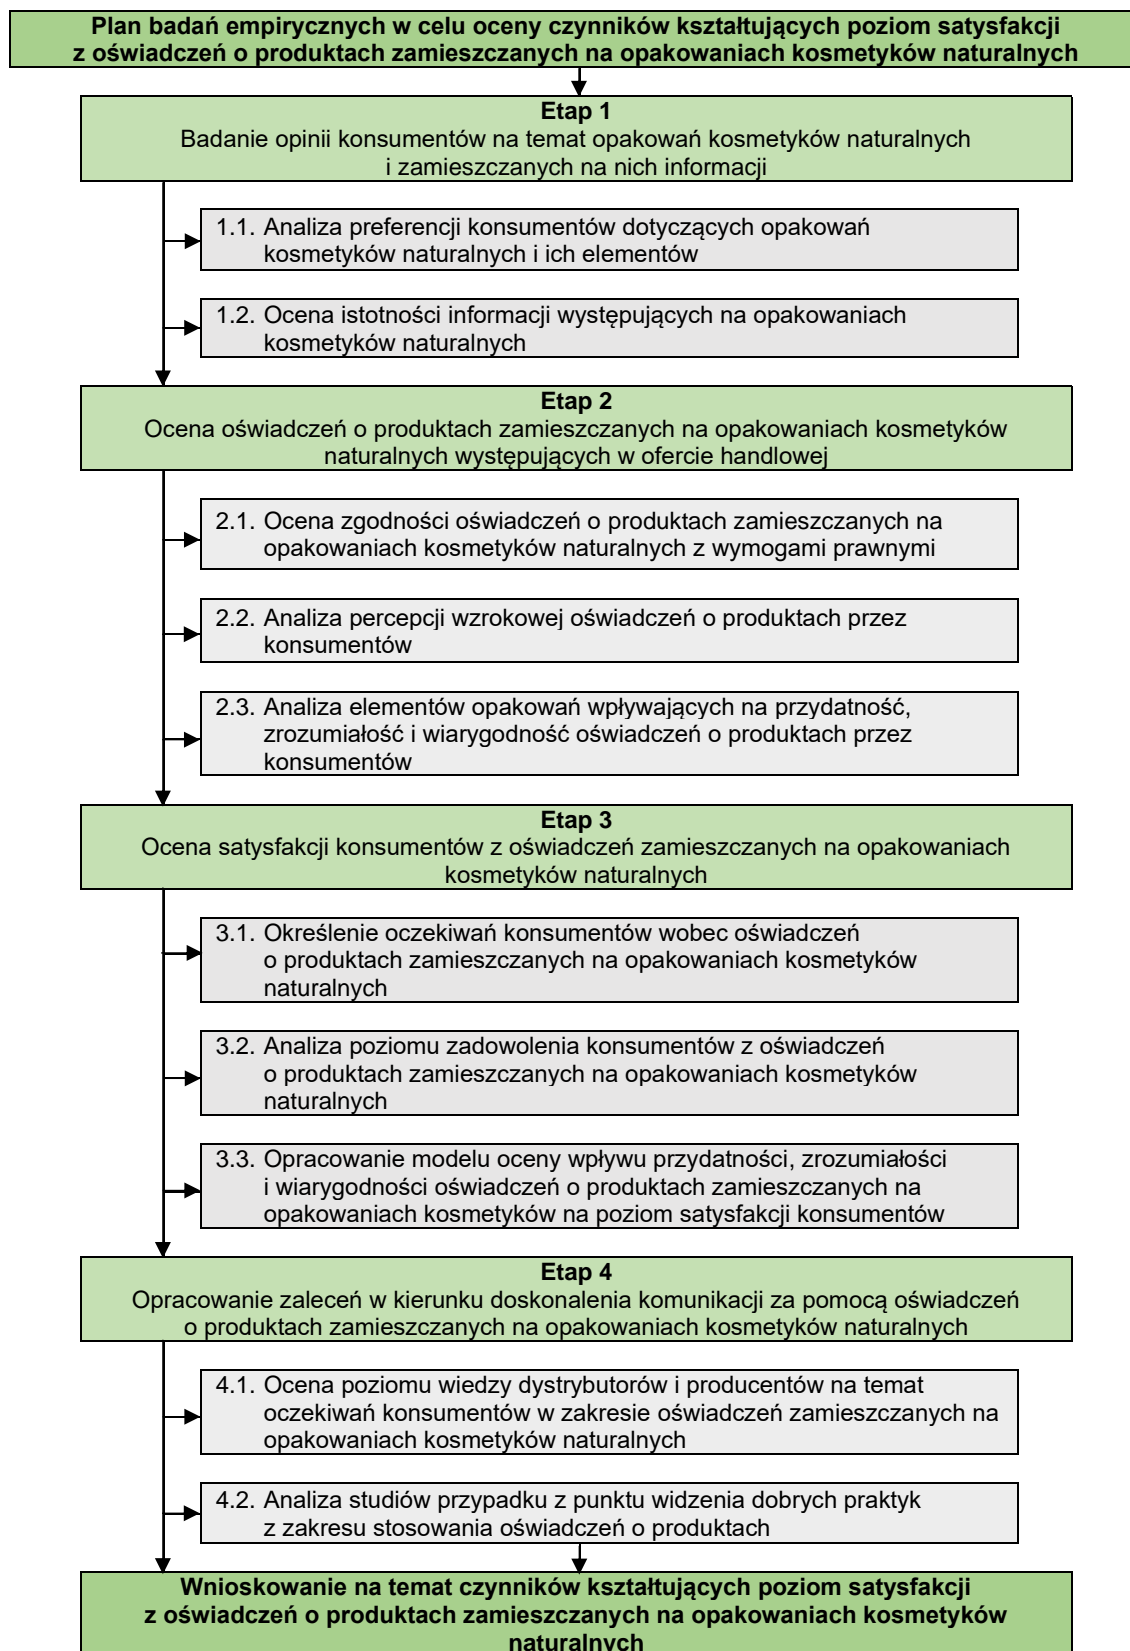 Plan badań empirycznych w celu oceny czynników kształtujących poziom satysfakcji
z oświadczeń o produktach zamieszczanych na opakowaniach kosmetyków naturalnych
Etap 1
Badanie opinii konsumentów na temat opakowań kosmetyków naturalnych
i zamieszczanych na nich informacji
1.1. Analiza preferencji konsumentów dotyczących opakowań
kosmetyków naturalnych i ich elementów
1.2. Ocena istotności informacji występujących na opakowaniach
kosmetyków naturalnych
Etap 2
Ocena oświadczeń o produktach zamieszczanych na opakowaniach kosmetyków
naturalnych występujących w ofercie handlowej
2.1. Ocena zgodności oświadczeń o produktach zamieszczanych na
opakowaniach kosmetyków naturalnych z wymogami prawnymi
2.2. Analiza percepcji wzrokowej oświadczeń o produktach przez
konsumentów
2.3. Analiza elementów opakowań wpływających na przydatność,
zrozumiałość i wiarygodność oświadczeń o produktach przez
konsumentów
Etap 3
Ocena satysfakcji konsumentów z oświadczeń zamieszczanych na opakowaniach
kosmetyków naturalnych
3.1. Określenie oczekiwań konsumentów wobec oświadczeń
o produktach zamieszczanych na opakowaniach kosmetyków
naturalnych
3.2. Analiza poziomu zadowolenia konsumentów z oświadczeń
o produktach zamieszczanych na opakowaniach kosmetyków
naturalnych
3.3. Opracowanie modelu oceny wpływu przydatności, zrozumiałości
i wiarygodności oświadczeń o produktach zamieszczanych na
opakowaniach kosmetyków na poziom satysfakcji konsumentów
Etap 4
Opracowanie zaleceń w kierunku doskonalenia komunikacji za pomocą oświadczeń
o produktach zamieszczanych na opakowaniach kosmetyków naturalnych
4.1. Ocena poziomu wiedzy dystrybutorów i producentów na temat
oczekiwań konsumentów w zakresie oświadczeń zamieszczanych na
opakowaniach kosmetyków naturalnych
4.2. Analiza studiów przypadku z punktu widzenia dobrych praktyk
z zakresu stosowania oświadczeń o produktach
Wnioskowanie na temat czynników kształtujących poziom satysfakcji
z oświadczeń o produktach zamieszczanych na opakowaniach kosmetyków
naturalnych